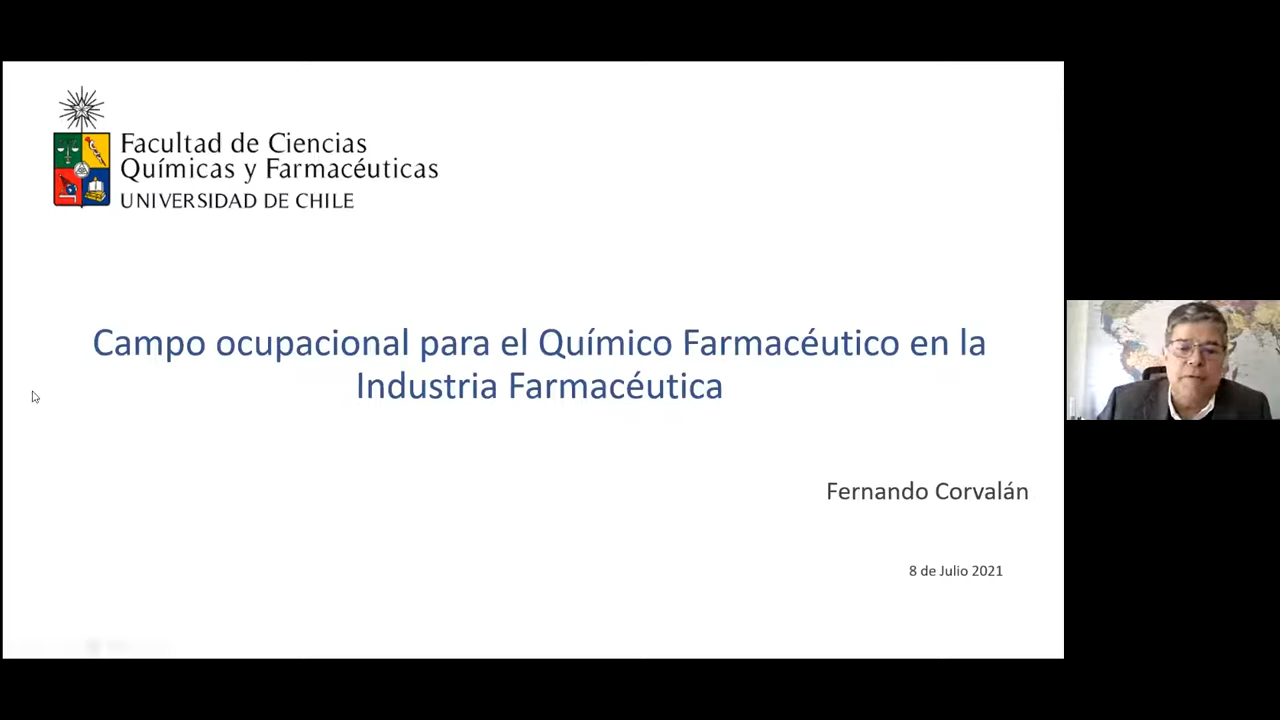 Facultad de Ciencias
Químicas y Farmacéuticas
UNIVERSIDAD DE CHILE
Campo ocupacional para el Químico Farmacéutico en la
Industria Farmacéutica
Fernando Corvalán
8 de Julio 2021